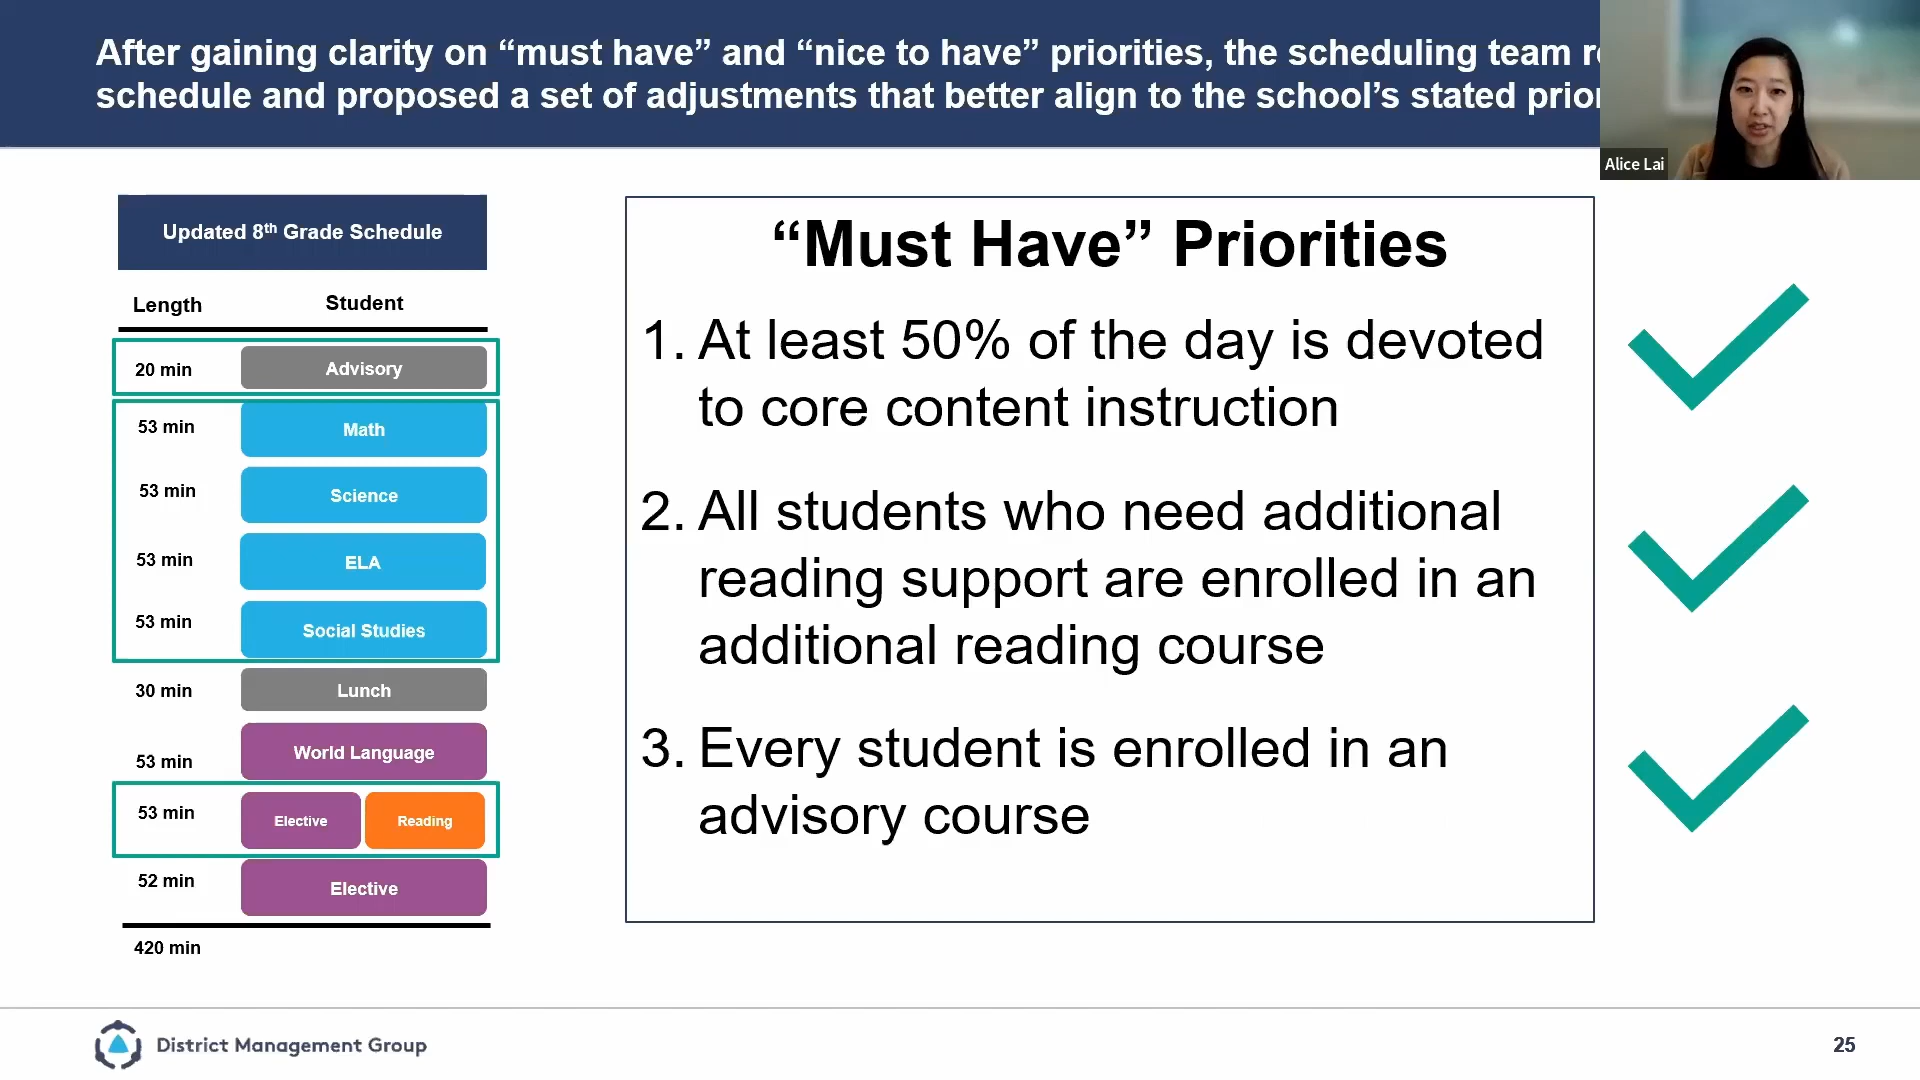 After gaining clarity on “must have” and “nice to have” priorities, the scheduling team
schedule and proposed a set of adjustments that better align to the school’s stated
Alice Lai
Updated 8th Grade Schedule
Length Student
20 min Advisory
53 min Math
53 min Science
53 min ELA
53 min Social Studies
30 min Lunch
53 min World Language
53 min Elective Reading
52 min Elective
420 min
“Must Have” Priorities
1. At least 50% of the day is devoted
to core content instruction
2. All students who need additional
reading support are enrolled in an
additional reading course
3. Every student is enrolled in an
advisory course
District Management Group
25